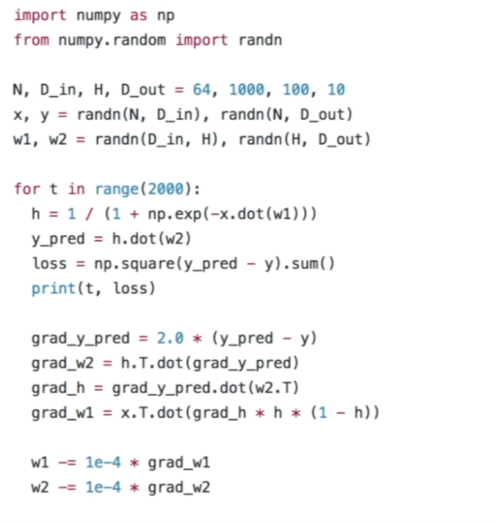 import numpy as np
from numpy.random import randn
N, D_in, H, D_out = 64, 1000, 100, 10
x, y = randn(N, D_in), randn(N, D_out)
w1, w2 = randn(D_in, H), randn(H, D_out)
for t in range(2000):
  h = 1 / (1 + np.exp(-x.dot(w1)))
  y_pred = h.dot(w2)
  loss = np.square(y_pred - y).sum()
  print(t, loss)
  grad_y_pred = 2.0 * (y_pred - y)
  grad_w2 = h.T.dot(grad_y_pred)
  grad_h = grad_y_pred.dot(w2.T)
  grad_w1 = x.T.dot(grad_h * h * (1 - h))
  w1 -= 1e-4 * grad_w1
  w2 -= 1e-4 * grad_w2